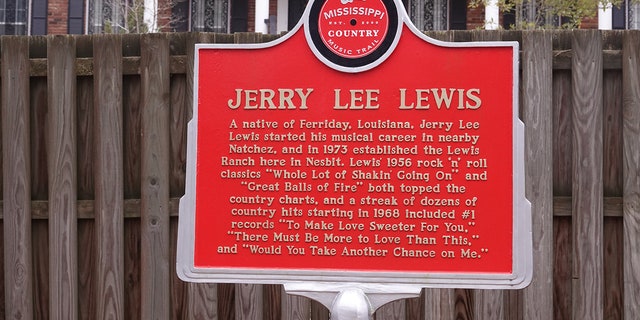 MISSISSIPPI
COUNTRY
MUSIC TRAIL
JERRY LEE LEWIS
A native of Ferriday, Louisiana, Jerry Lee
Lewis started his musical career in nearby
Natchez, and in 1973 established the Lewis
Ranch here in Nesbit. Lewis' 1956 rock 'n' roll
classics "Whole Lot of Shakin' Going On" and
"Great Balls of Fire" both topped the
country charts, and a streak of dozens of
country hits starting in 1968 included #1
records "To Make Love Sweeter For You,"
"There Must Be More to Love Than This,"
and "Would You Take Another Chance on Me."